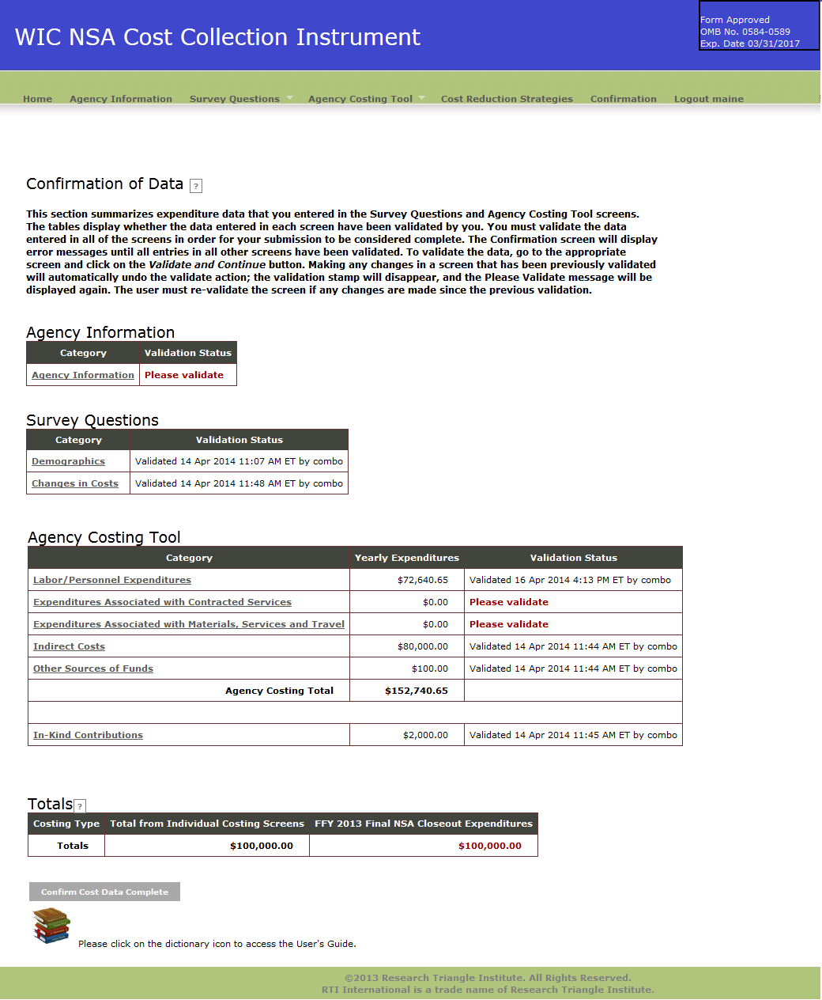 WIC NSA Cost Collection Instrument
Form Approved
OMB No. 0584-0589
Exp. Date 03/31/2017
Home Agency Information Survey Questions Agency Costing Tool Cost Reduction Strategies Confirmation Logout maine
Confirmation of Data ?
This section summarizes expenditure data that you entered in the Survey Questions and Agency Costing Tool screens.
The tables display whether the data entered in each screen have been validated by you. You must validate the data
entered in all of the screens in order for your submission to be considered complete. The Confirmation screen will display
error messages until all entries in all other screens have been validated. To validate the data, go to the appropriate
screen and click on the Validate and Continue button. Making any changes in a screen that has been previously validated
will automatically undo the validate action; the validation stamp will disappear, and the Please Validate message will be
displayed again. The user must re-validate the screen if any changes are made since the previous validation.
Agency Information
Category Validation Status
Agency Information Please validate
Survey Questions
Category Validation Status
Demographics Validated 14 Apr 2014 11:07 AM ET by combo
Changes in Costs Validated 14 Apr 2014 11:48 AM ET by combo
Agency Costing Tool
Category Yearly Expenditures Validation Status
Labor/Personnel Expenditures $72,640.65 Validated 16 Apr 2014 4:13 PM ET by combo
Expenditures Associated with Contracted Services $0.00 Please validate
Expenditures Associated with Materials, Services and Travel $0.00 Please validate
Indirect Costs $80,000.00 Validated 14 Apr 2014 11:44 AM ET by combo
Other Sources of Funds $100.00 Validated 14 Apr 2014 11:44 AM ET by combo
Agency Costing Total $152,740.65
In-Kind Contributions $2,000.00 Validated 14 Apr 2014 11:45 AM ET by combo
Totals ?
Costing Type Total from Individual Costing Screens FFY 2013 Final NSA Closeout Expenditures
Totals $100,000.00 $100,000.00
Confirm Cost Data Complete
Please click on the dictionary icon to access the User's Guide.
©2013 Research Triangle Institute. All Rights Reserved.
RTI International is a trade name of Research Triangle Institute.